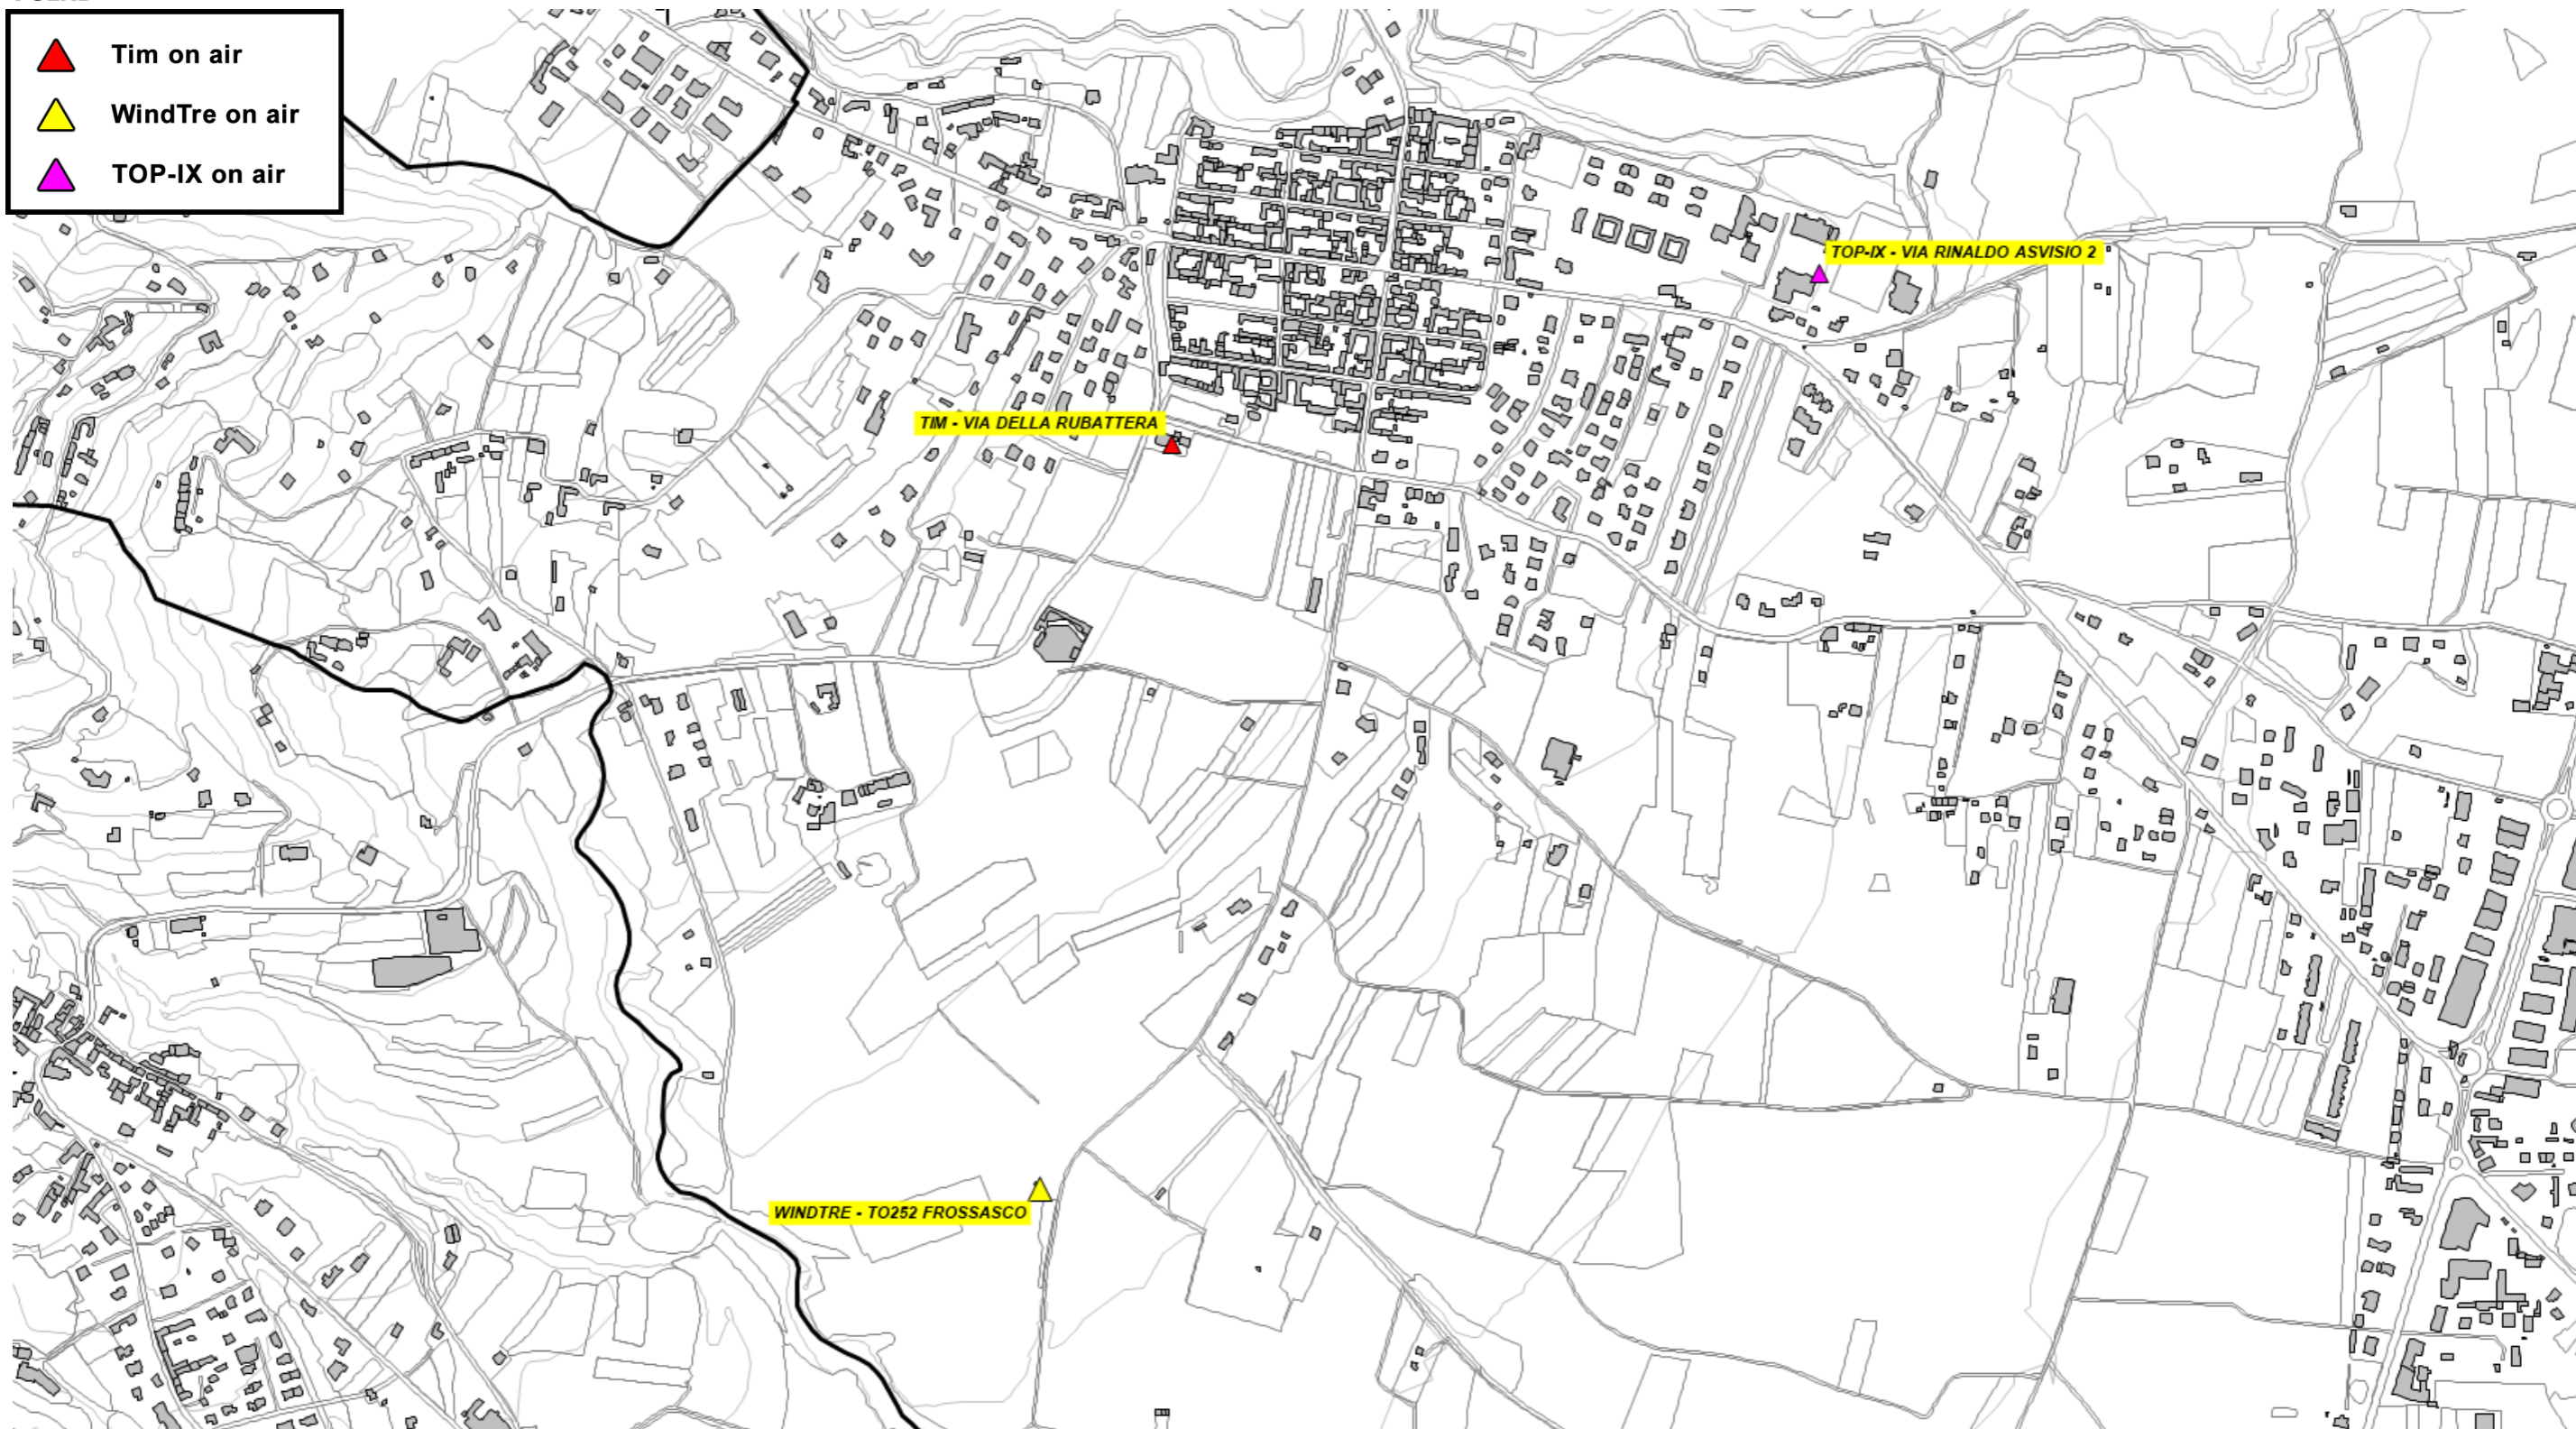 Tim on air
WindTre on air
TOP-IX on air
TOP-IX - VIA RINALDO ASVISIO 2
TIM - VIA DELLA RUBATTERA
WINDTRE - TO252 FROSSASCO